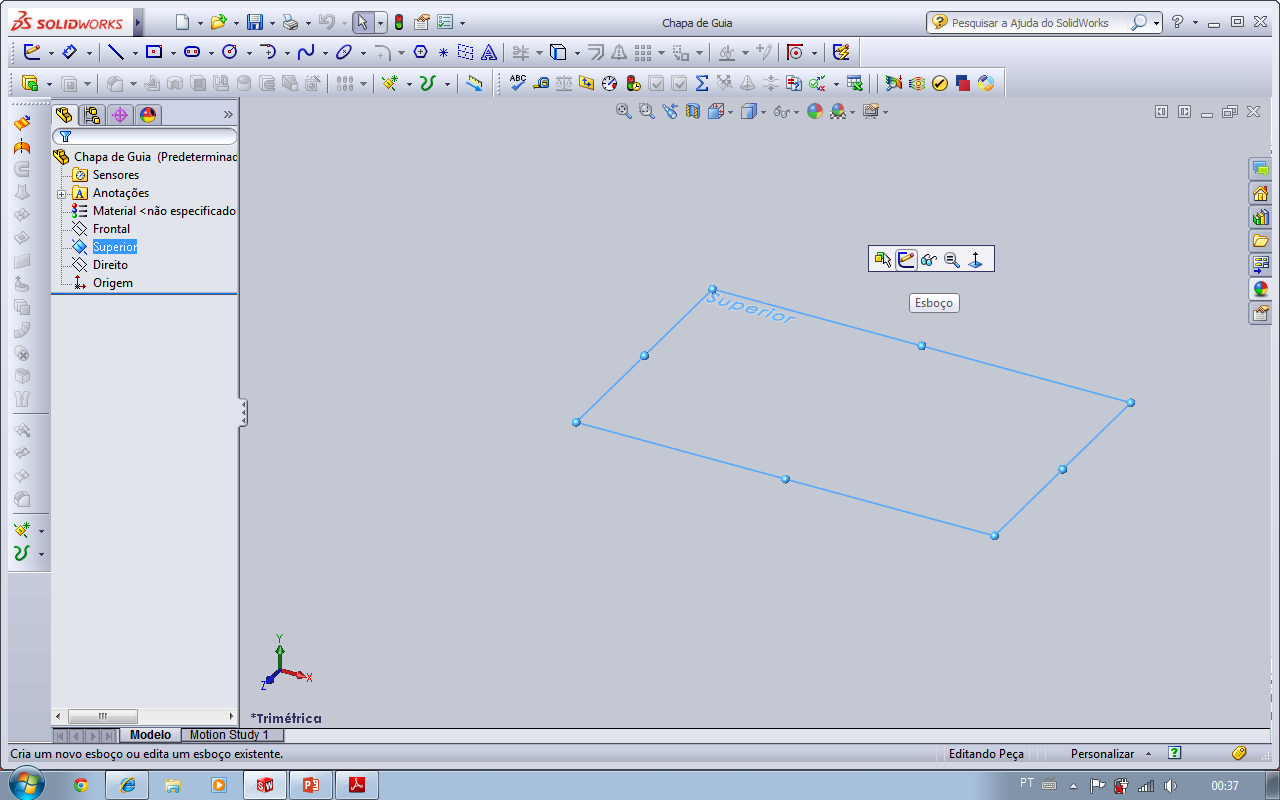 SOLIDWORKS
Chapa de Guia
Pesquisar a Ajuda do SolidWorks
ABC
Chapa de Guia (Predeterminad
Sensores
Anotações
Material <não especificado
Frontal
Superior
Direito
Origem
Superior
Esboço
Y
X
Z
*Trimétrica
Modelo
Motion Study 1
Cria um novo esboço ou edita um esboço existente.
Editando Peça
Personalizar
PT
00:37